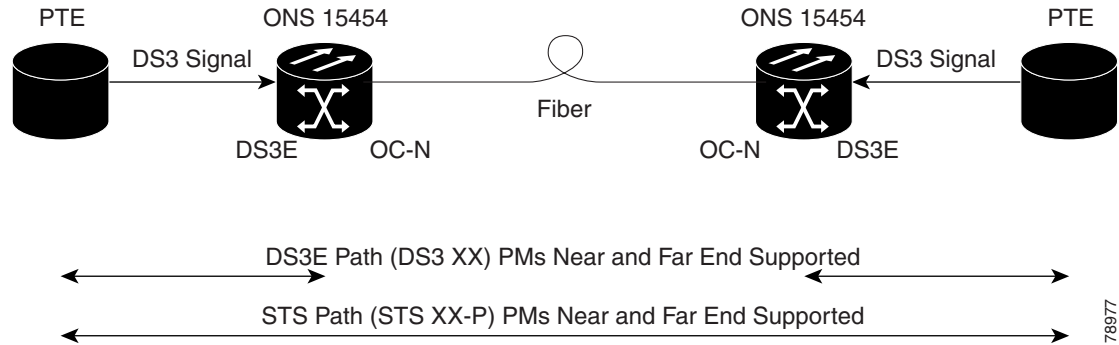 PTE
ONS 15454
ONS 15454
PTE
DS3 Signal
DS3 Signal
Fiber
DS3E
OC-N
OC-N
DS3E
DS3E Path (DS3 XX) PMs Near and Far End Supported
STS Path (STS XX-P) PMs Near and Far End Supported
78977